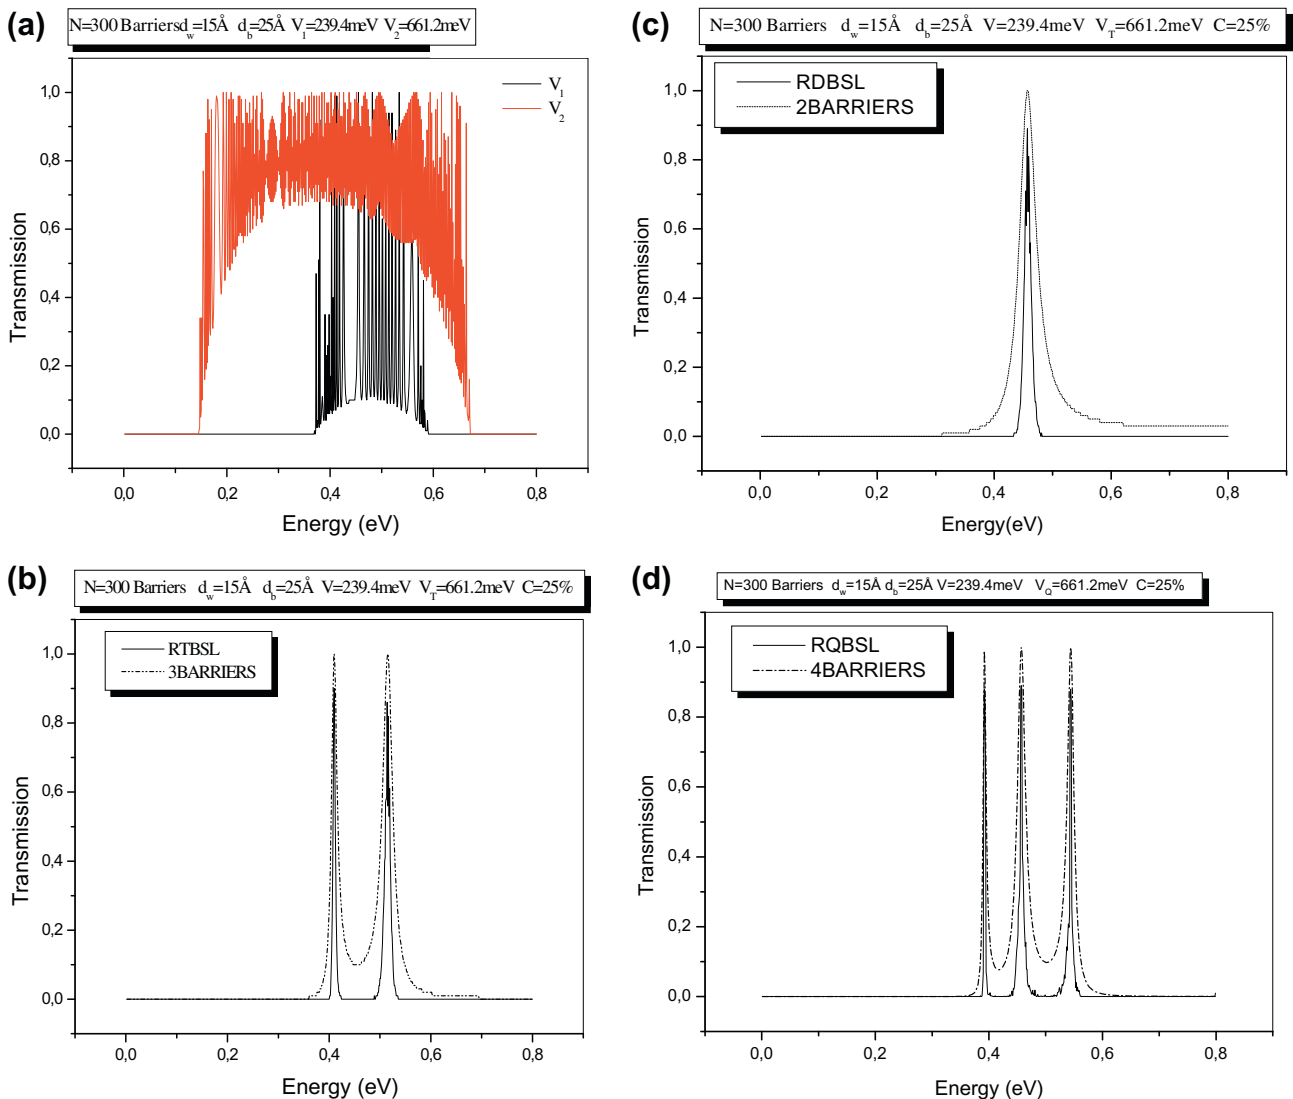 (a)
N=300 Barriersd_w=15Å d_b=25Å V_1=239.4meV V_2=661.2meV
V_1
V_2
1,0
0,8
0,6
0,4
0,2
0,0
Transmission
0,0 0,2 0,4 0,6 0,8
Energy (eV)
(c)
N=300 Barriers d_w=15Å d_b=25Å V=239.4meV V_T=661.2meV C=25%
RDBSL
2BARRIERS
1,0
0,8
0,6
0,4
0,2
0,0
Transmission
0,0 0,2 0,4 0,6 0,8
Energy(eV)
(b)
N=300 Barriers d_w=15Å d_b=25Å V=239.4meV V_T=661.2meV C=25%
RTBSL
3BARRIERS
1,0
0,8
0,6
0,4
0,2
0,0
Transmission
0,0 0,2 0,4 0,6 0,8
Energy (eV)
(d)
N=300 Barriers d_w=15Å d_b=25Å V=239.4meV V_Q=661.2meV C=25%
RQBSL
4BARRIERS
1,0
0,8
0,6
0,4
0,2
0,0
Transmission
0,0 0,2 0,4 0,6 0,8
Energy (eV)